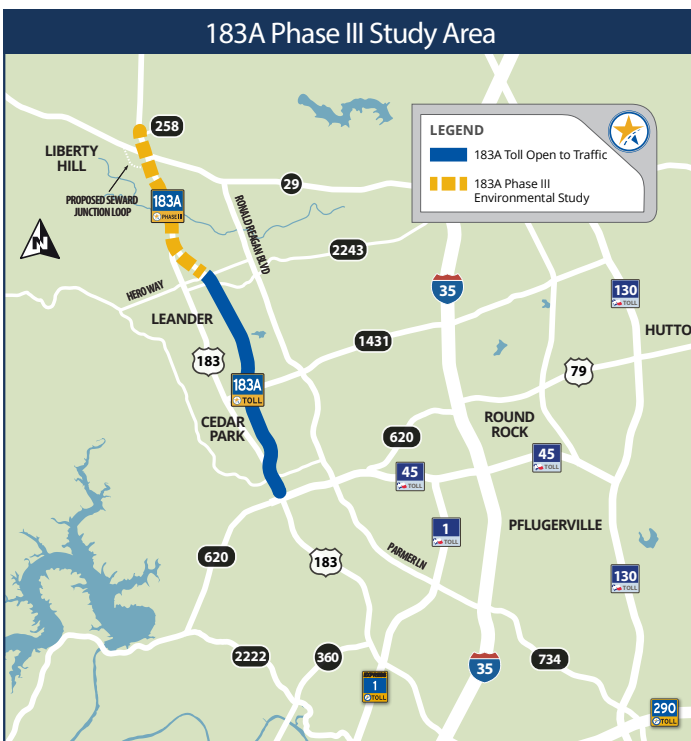 183A Phase III Study Area
LEGEND
183A Toll Open to Traffic
183A Phase III
Environmental Study
258
LIBERTY
HILL
PROPOSED SEWARD
JUNCTION LOOP
183A
PHASE III
29
RONALD REAGAN BLVD
N
2243
HERO WAY
35
130
TOLL
LEANDER
HUTTO
1431
183
79
183A
TOLL
CEDAR
PARK
ROUND
ROCK
620
45
TOLL
45
TOLL
1
TOLL
PFLUGERVILLE
620
183
PARMER LN
130
TOLL
2222
360
35
734
1
TOLL
290
TOLL